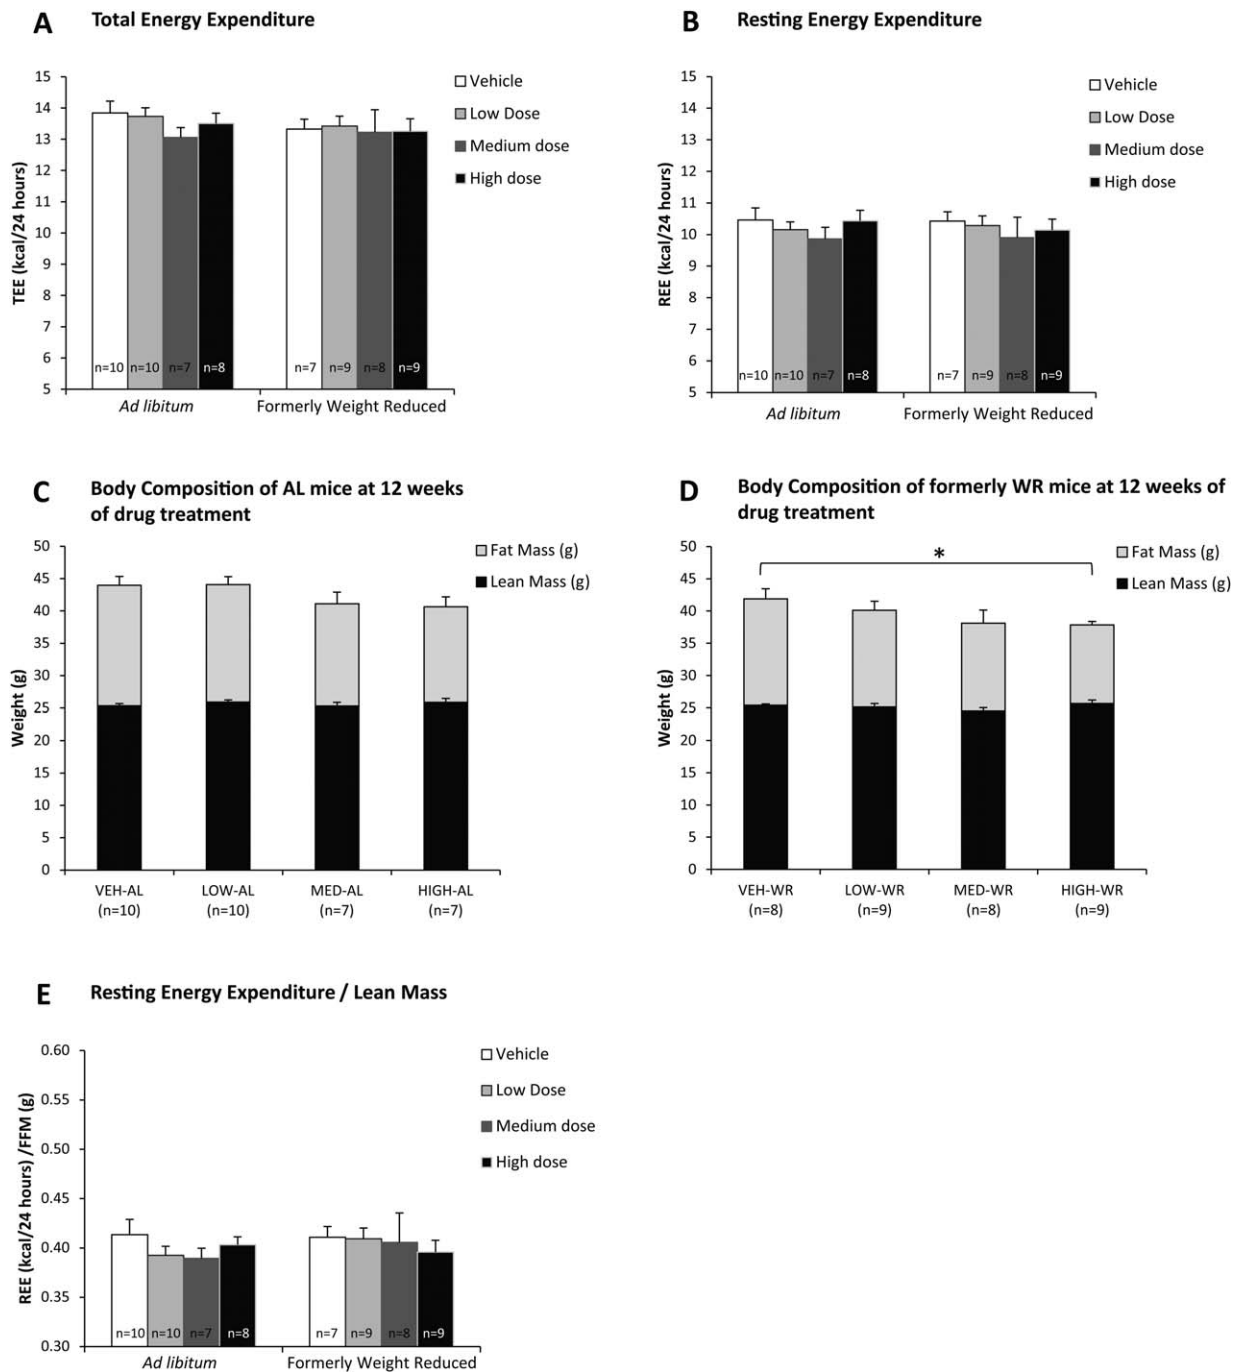 A Total Energy Expenditure
15
14
13
12
11
10
9
8
7
6
5
TEE (kcal/24 hours)
Vehicle
Low Dose
Medium dose
High dose
n=10 n=10 n=7 n=8 n=7 n=9 n=8 n=9
Ad libitum Formerly Weight Reduced
B Resting Energy Expenditure
15
14
13
12
11
10
9
8
7
6
5
REE (kcal/24 hours)
Vehicle
Low Dose
Medium dose
High dose
n=10 n=10 n=7 n=8 n=7 n=9 n=8 n=9
Ad libitum Formerly Weight Reduced
C Body Composition of AL mice at 12 weeks
of drug treatment
50
45
40
35
30
25
20
15
10
5
0
Weight (g)
Fat Mass (g)
Lean Mass (g)
VEH-AL LOW-AL MED-AL HIGH-AL
(n=10) (n=10) (n=7) (n=7)
D Body Composition of formerly WR mice at 12 weeks of
drug treatment
50
45
40
35
30
25
20
15
10
5
0
Weight (g)
*
Fat Mass (g)
Lean Mass (g)
VEH-WR LOW-WR MED-WR HIGH-WR
(n=8) (n=9) (n=8) (n=9)
E Resting Energy Expenditure / Lean Mass
0.60
0.55
0.50
0.45
0.40
0.35
0.30
REE (kcal/24 hours) /FFM (g)
Vehicle
Low Dose
Medium dose
High dose
n=10 n=10 n=7 n=8 n=7 n=9 n=8 n=9
Ad libitum Formerly Weight Reduced